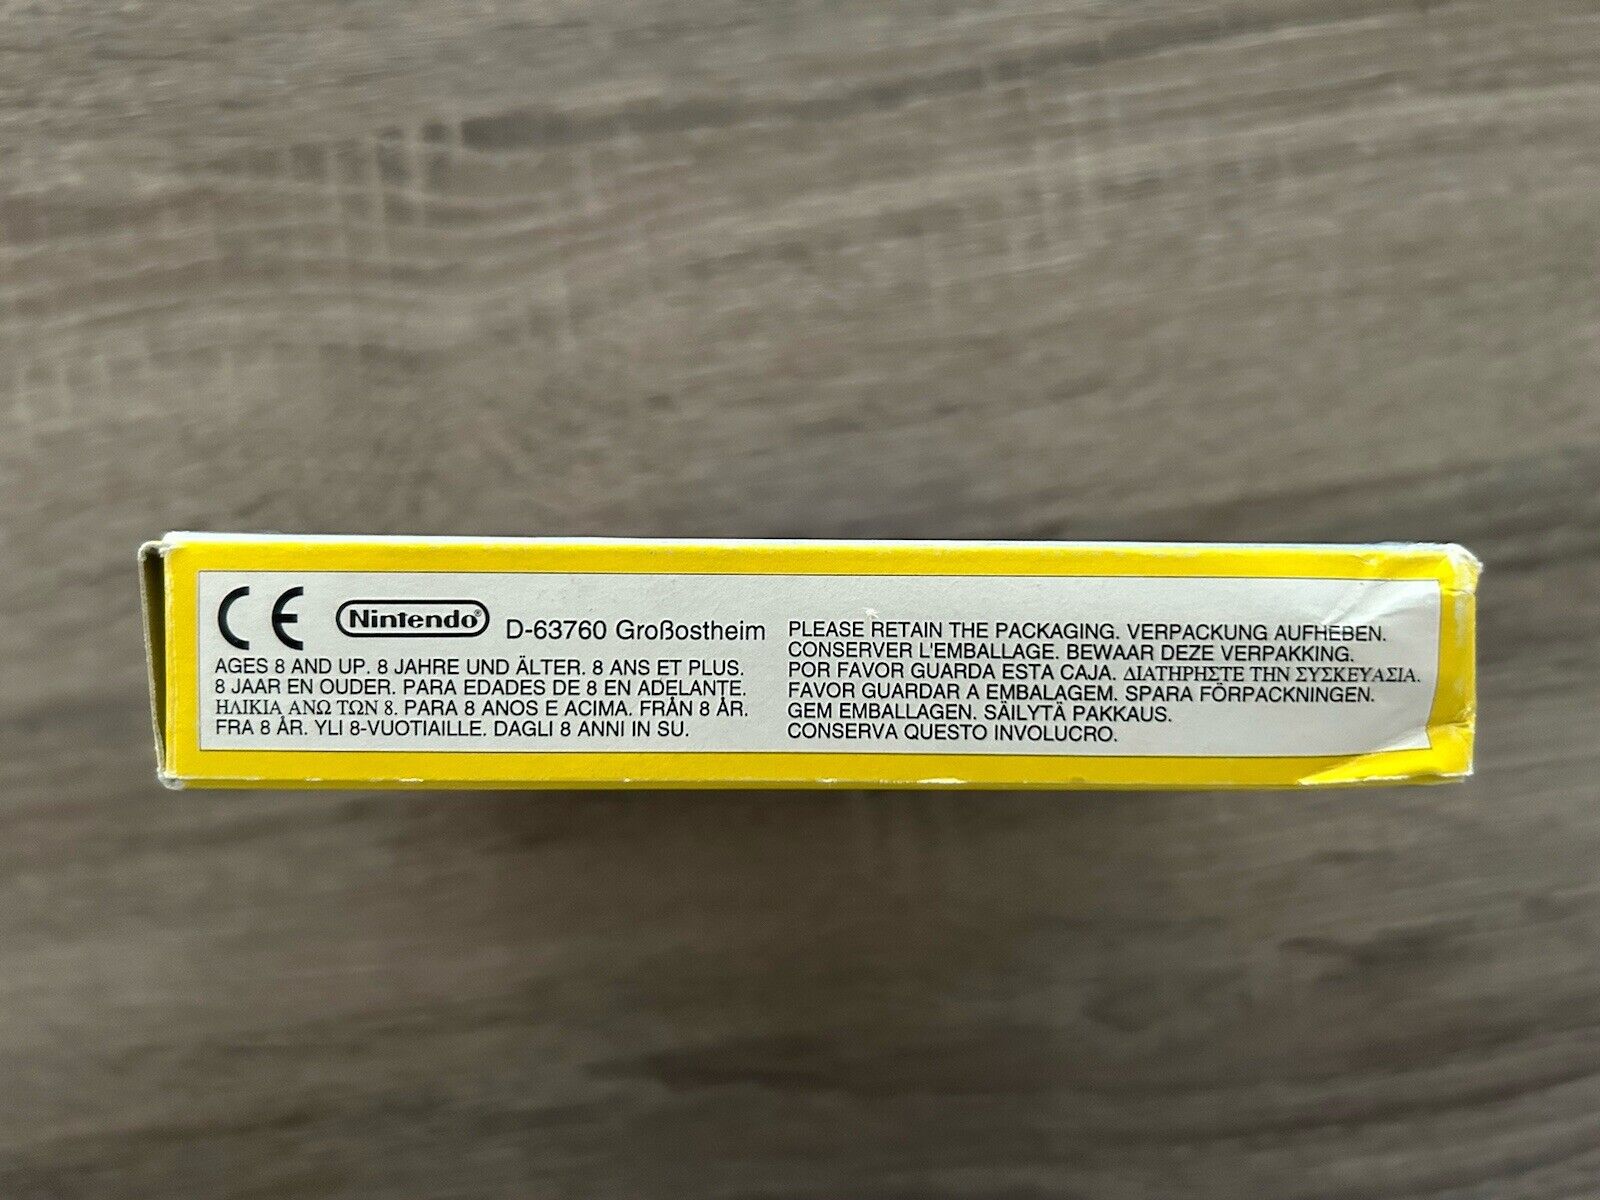 CE Nintendo® D-63760 Großostheim
AGES 8 AND UP. 8 JAHRE UND ÄLTER. 8 ANS ET PLUS.
8 JAAR EN OUDER. PARA EDADES DE 8 EN ADELANTE.
ΗΛΙΚΙΑ ΑΝΩ ΤΩΝ 8. PARA 8 ANOS E ACIMA. FRÅN 8 ÅR.
FRA 8 ÅR. YLI 8-VUOTIAILLE. DAGLI 8 ANNI IN SU.
PLEASE RETAIN THE PACKAGING. VERPACKUNG AUFHEBEN.
CONSERVER L'EMBALLAGE. BEWAAR DEZE VERPAKKING.
POR FAVOR GUARDA ESTA CAJA. ΔΙΑΤΗΡΗΣΤΕ ΤΗΝ ΣΥΣΚΕΥΑΣΙΑ.
FAVOR GUARDAR A EMBALAGEM. SPARA FÖRPACKNINGEN.
GEM EMBALLAGEN. SÄILYTÄ PAKKAUS.
CONSERVA QUESTO INVOLUCRO.